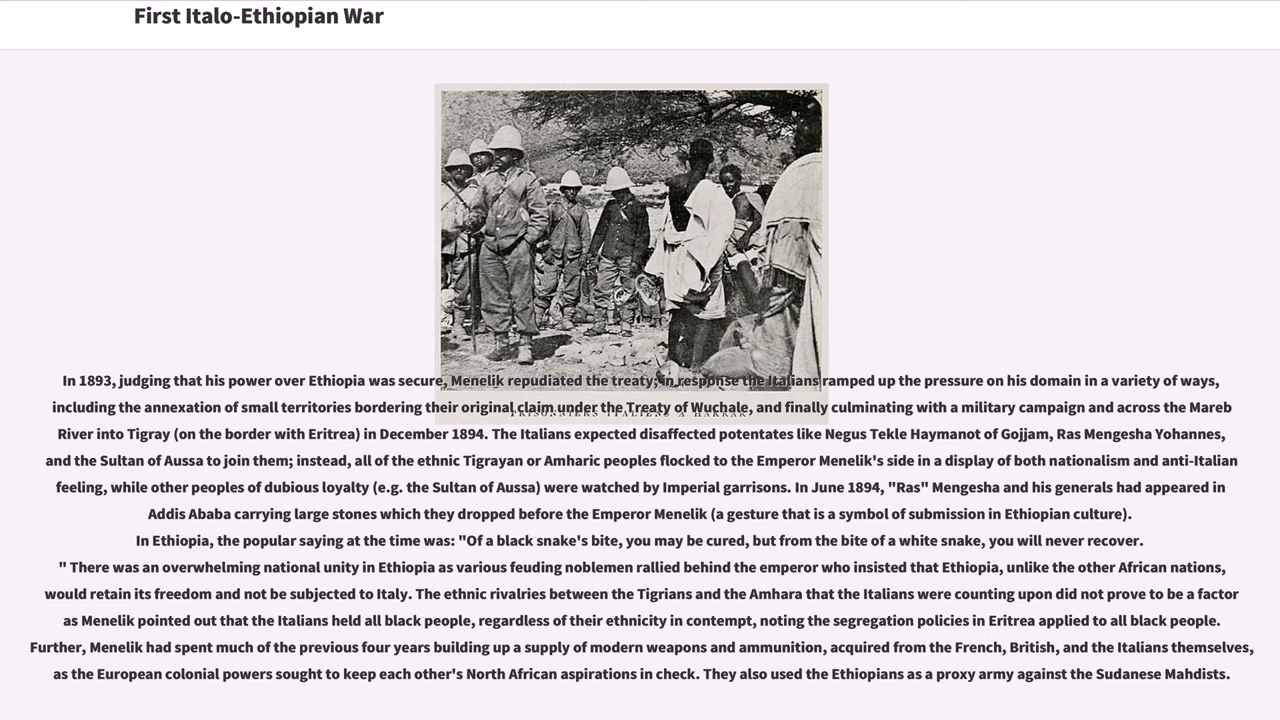 First Italo-Ethiopian War
In 1893, judging that his power over Ethiopia was secure, Menelik repudiated the treaty; in response the Italians ramped up the pressure on his domain in a variety of ways,
including the annexation of small territories bordering their original claim under the Treaty of Wuchale, and finally culminating with a military campaign and across the Mareb
PRISONNIERS ITALIENS A HARRAR
River into Tigray (on the border with Eritrea) in December 1894. The Italians expected disaffected potentates like Negus Tekle Haymanot of Gojjam, Ras Mengesha Yohannes,
and the Sultan of Aussa to join them; instead, all of the ethnic Tigrayan or Amharic peoples flocked to the Emperor Menelik's side in a display of both nationalism and anti-Italian
feeling, while other peoples of dubious loyalty (e.g. the Sultan of Aussa) were watched by Imperial garrisons. In June 1894, "Ras" Mengesha and his generals had appeared in
Addis Ababa carrying large stones which they dropped before the Emperor Menelik (a gesture that is a symbol of submission in Ethiopian culture).
In Ethiopia, the popular saying at the time was: "Of a black snake's bite, you may be cured, but from the bite of a white snake, you will never recover.
" There was an overwhelming national unity in Ethiopia as various feuding noblemen rallied behind the emperor who insisted that Ethiopia, unlike the other African nations,
would retain its freedom and not be subjected to Italy. The ethnic rivalries between the Tigrians and the Amhara that the Italians were counting upon did not prove to be a factor
as Menelik pointed out that the Italians held all black people, regardless of their ethnicity in contempt, noting the segregation policies in Eritrea applied to all black people.
Further, Menelik had spent much of the previous four years building up a supply of modern weapons and ammunition, acquired from the French, British, and the Italians themselves,
as the European colonial powers sought to keep each other's North African aspirations in check. They also used the Ethiopians as a proxy army against the Sudanese Mahdists.